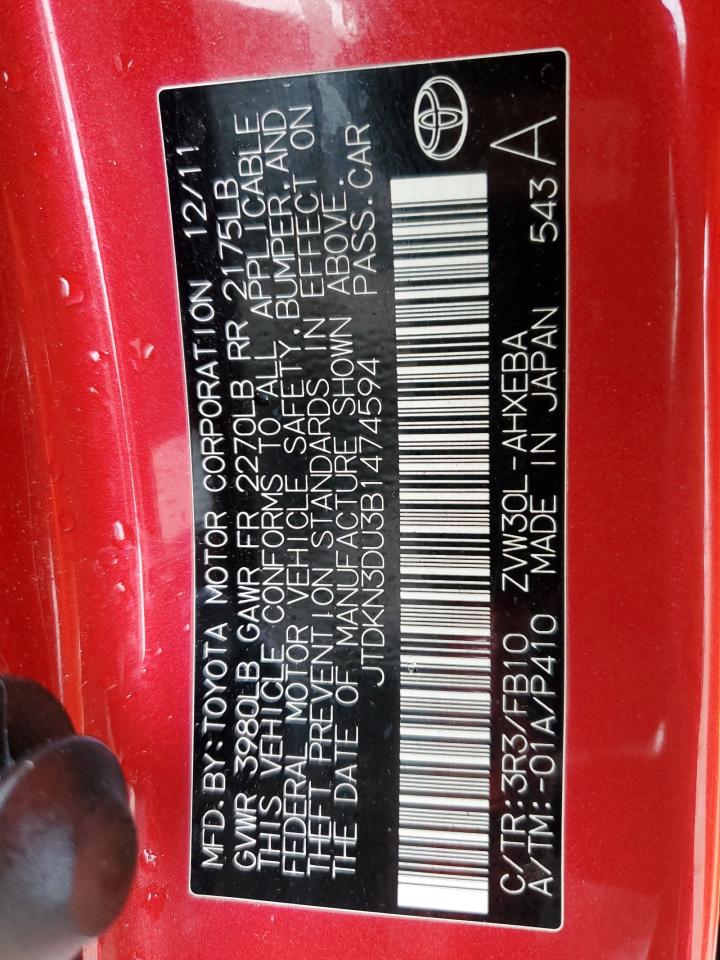 MFD. BY: TOYOTA MOTOR CORPORATION 12/11
GVWR 3980LB GAWR FR 2270LB RR 2175LB
THIS VEHICLE CONFORMS TO ALL APPLICABLE
FEDERAL MOTOR VEHICLE SAFETY, BUMPER, AND
THEFT PREVENTION STANDARDS IN EFFECT ON
THE DATE OF MANUFACTURE SHOWN ABOVE.
JTDKN3DU3B1474594 PASS. CAR
C/TR: 3R3/FB10 ZVW30L-AHXEBA
A/TM: -01A/P410 MADE IN JAPAN 543 A